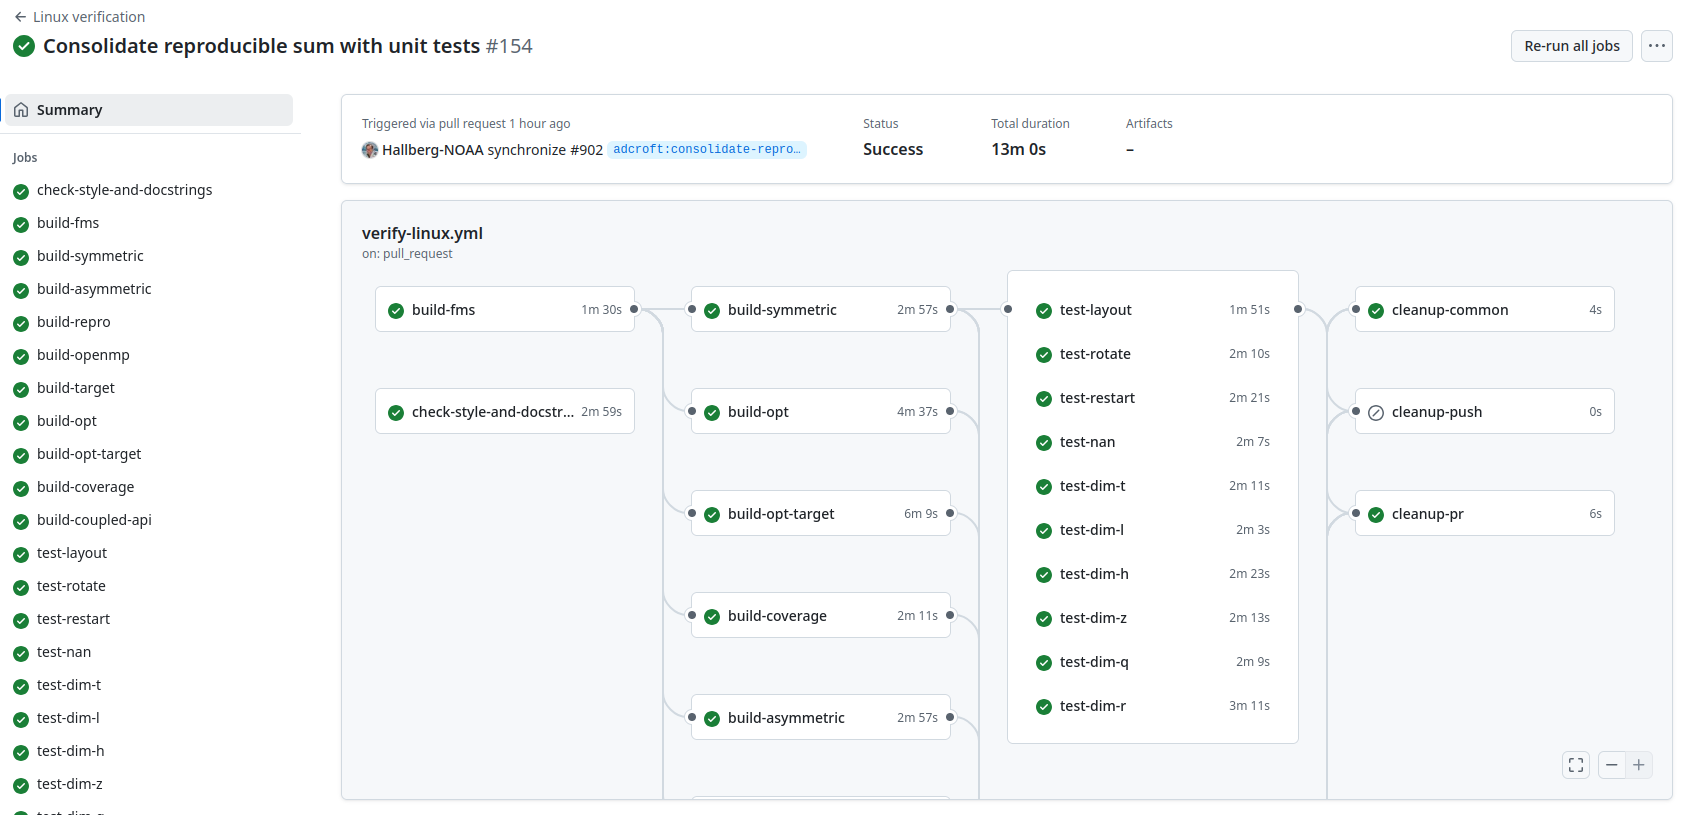 Linux verification
Consolidate reproducible sum with unit tests #154
Re-run all jobs
Summary
Jobs
check-style-and-docstrings
build-fms
build-symmetric
build-asymmetric
build-repro
build-openmp
build-target
build-opt
build-opt-target
build-coverage
build-coupled-api
test-layout
test-rotate
test-restart
test-nan
test-dim-t
test-dim-l
test-dim-h
test-dim-z
Triggered via pull request 1 hour ago
Hallberg-NOAA synchronize #902 adcroft:consolidate-repro…
Status
Success
Total duration
13m 0s
Artifacts
–
verify-linux.yml
on: pull_request
build-fms 1m 30s
check-style-and-docstr... 2m 59s
build-symmetric 2m 57s
build-opt 4m 37s
build-opt-target 6m 9s
build-coverage 2m 11s
build-asymmetric 2m 57s
test-layout 1m 51s
test-rotate 2m 10s
test-restart 2m 21s
test-nan 2m 7s
test-dim-t 2m 11s
test-dim-l 2m 3s
test-dim-h 2m 23s
test-dim-z 2m 13s
test-dim-q 2m 9s
test-dim-r 3m 11s
cleanup-common 4s
cleanup-push 0s
cleanup-pr 6s